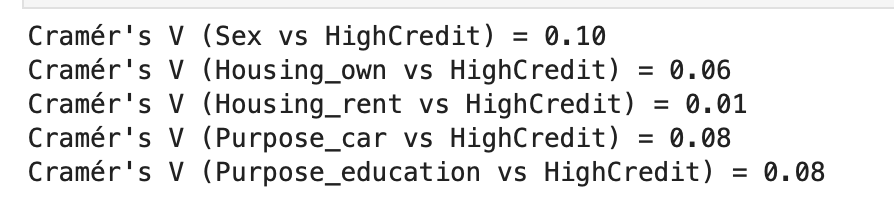 Cramér's V (Sex vs HighCredit) = 0.10
Cramér's V (Housing_own vs HighCredit) = 0.06
Cramér's V (Housing_rent vs HighCredit) = 0.01
Cramér's V (Purpose_car vs HighCredit) = 0.08
Cramér's V (Purpose_education vs HighCredit) = 0.08